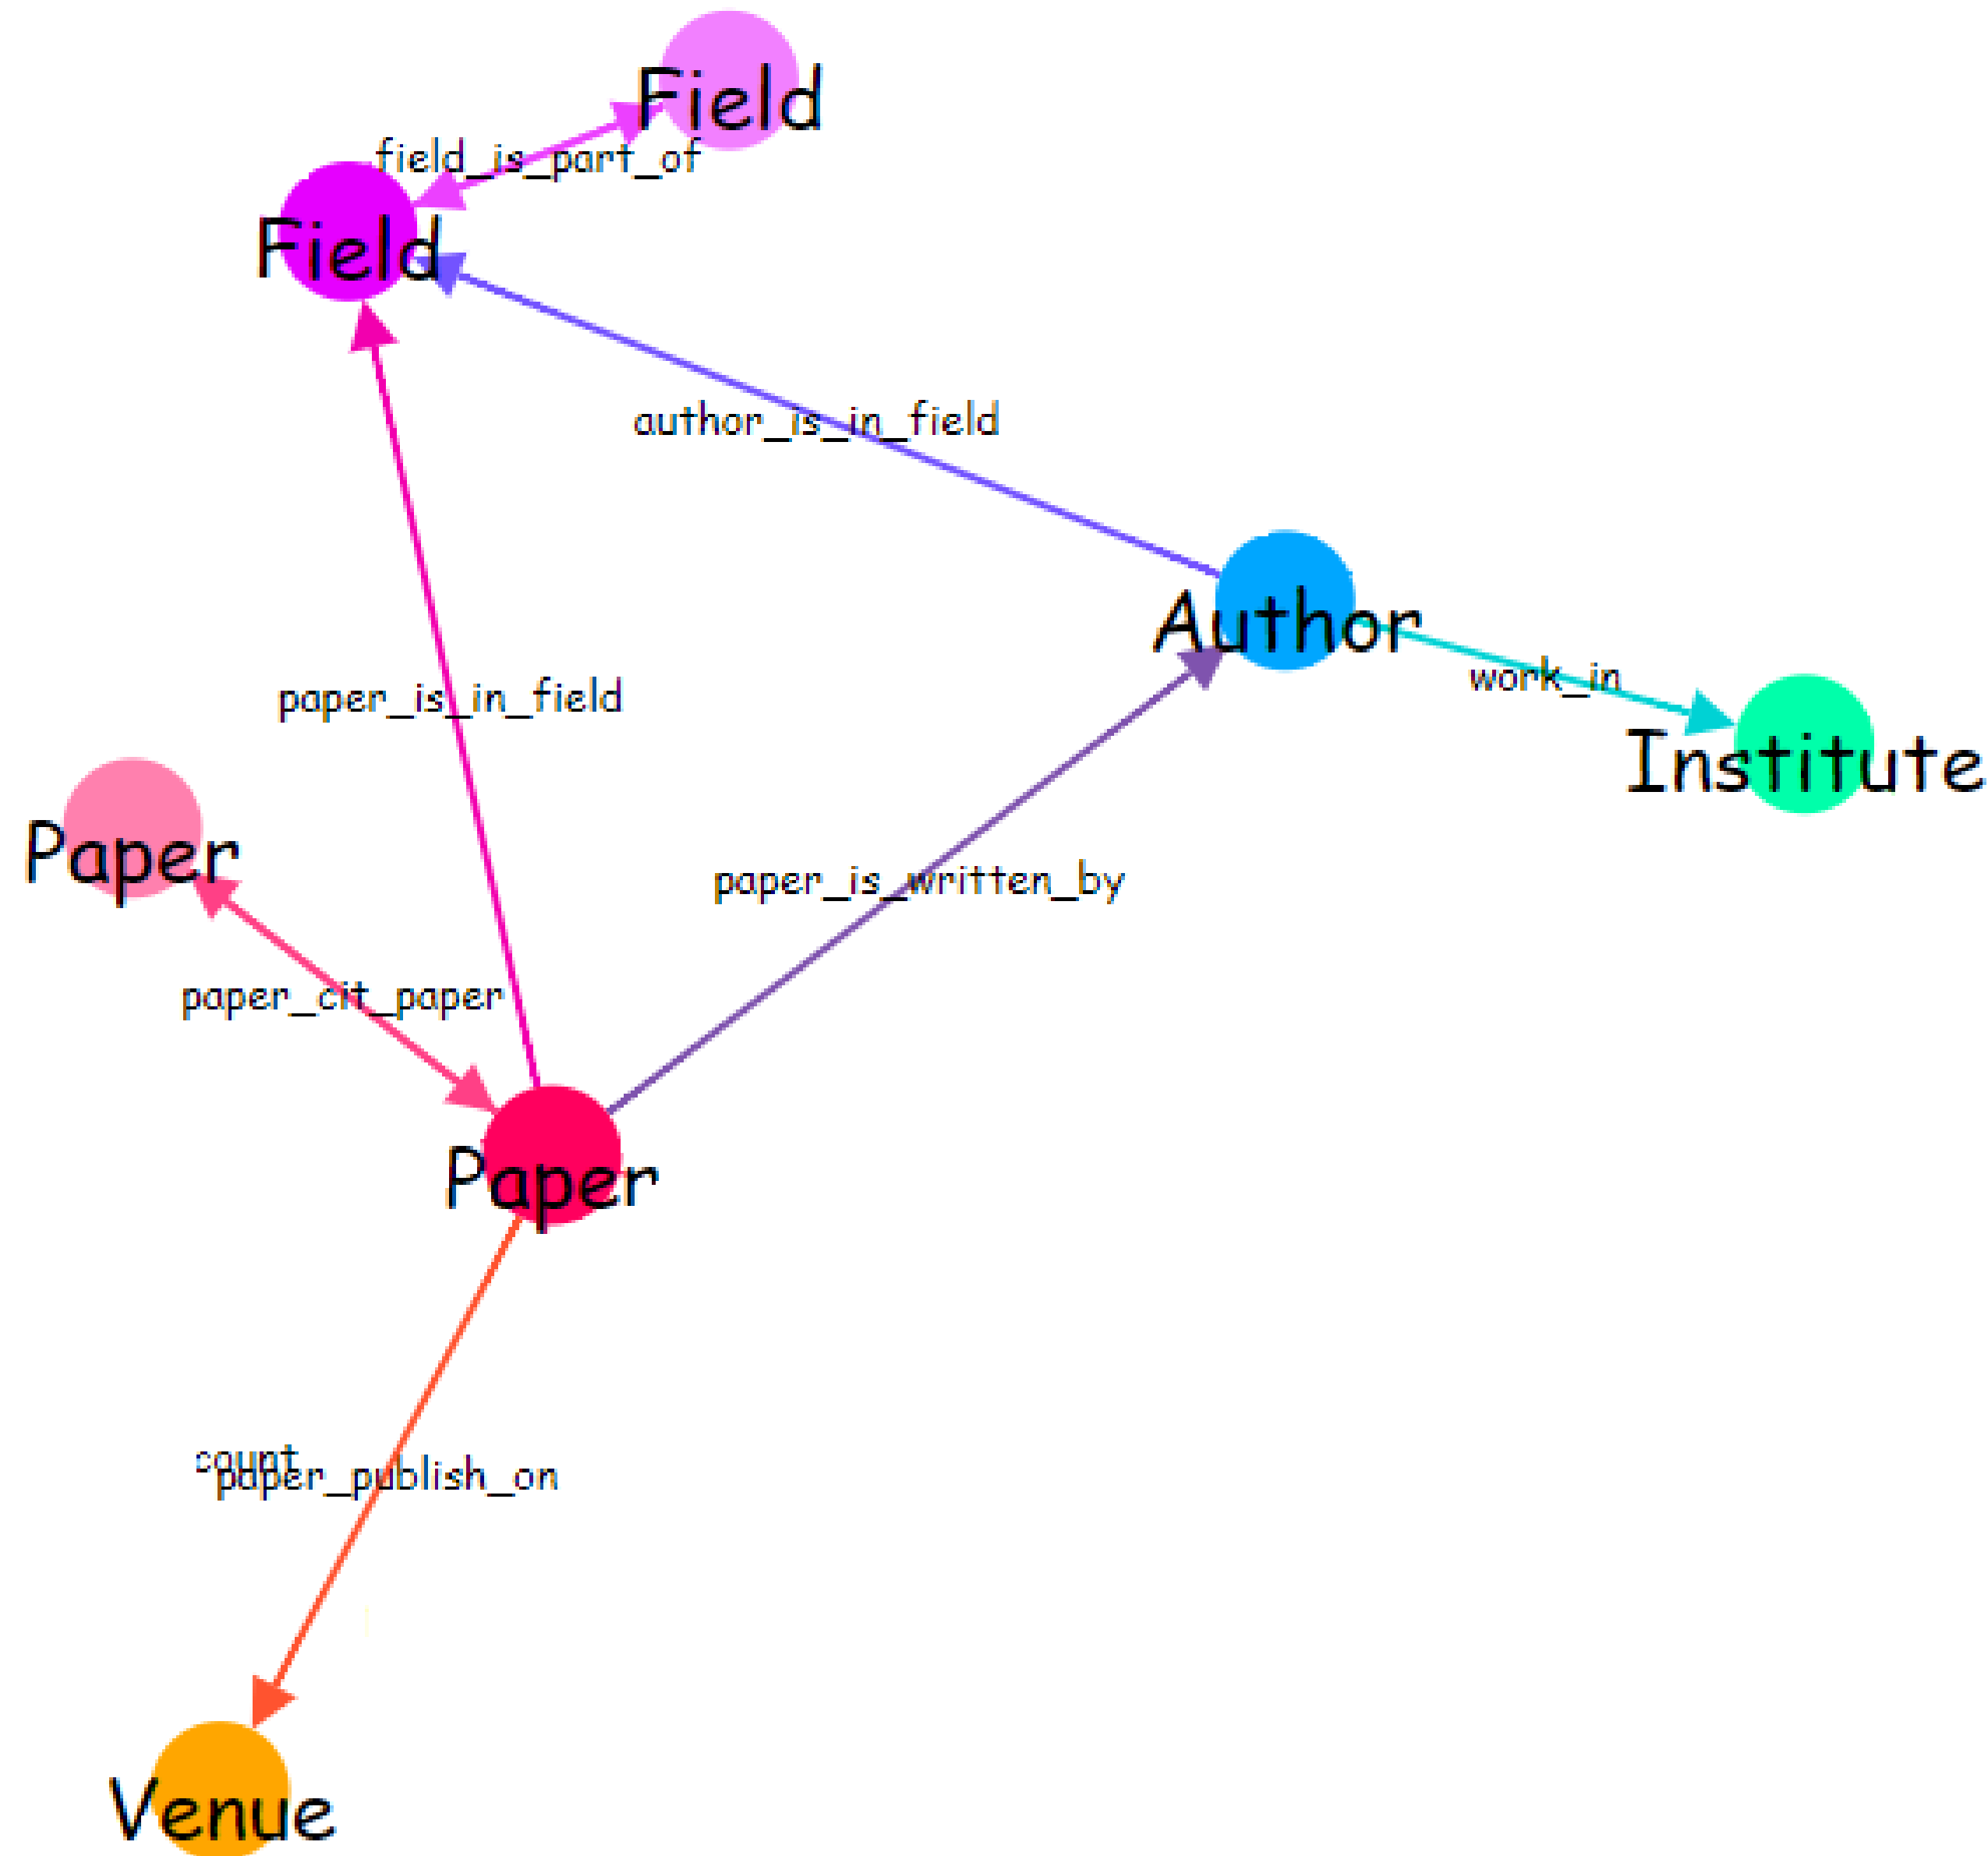 Field
field_is_part_of
Field
author_is_in_field
Author
work_in
paper_is_in_field
Institute
Paper
paper_is_written_by
paper_cit_paper
Paper
count
paper_publish_on
Venue